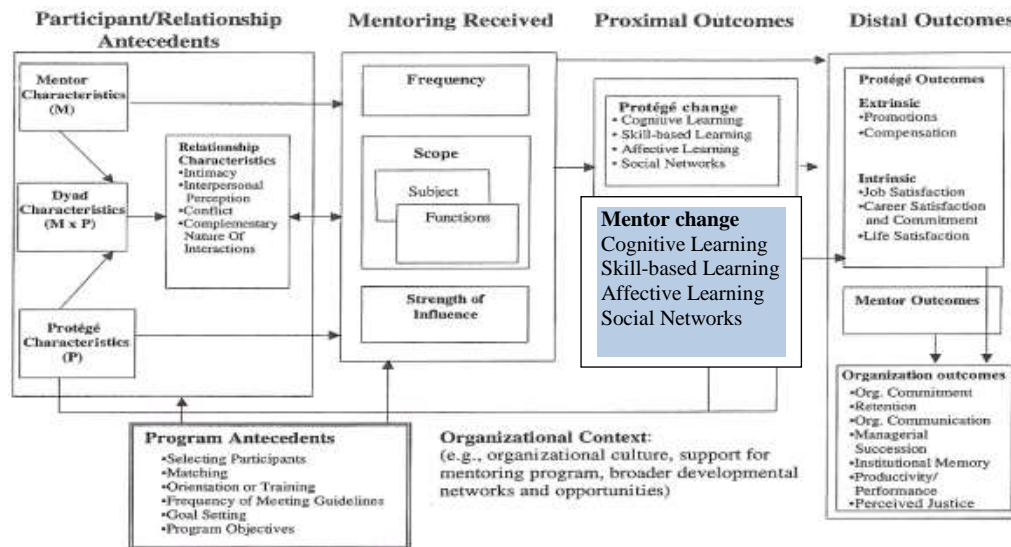 Participant/Relationship
Antecedents
Mentoring Received
Proximal Outcomes
Distal Outcomes
Mentor
Characteristics
(M)
Dyad
Characteristics
(M x P)
Protégé
Characteristics
(P)
Relationship
Characteristics
•Intimacy
•Interpersonal
Perception
•Conflict
•Complementary
Nature Of
Interactions
Frequency
Scope
Subject
Functions
Strength of
Influence
Protégé change
• Cognitive Learning
• Skill-based Learning
• Affective Learning
• Social Networks
Mentor change
Cognitive Learning
Skill-based Learning
Affective Learning
Social Networks
Protégé Outcomes
Extrinsic
•Promotions
•Compensation
Intrinsic
•Job Satisfaction
•Career Satisfaction
and Commitment
•Life Satisfaction
Mentor Outcomes
Organization outcomes
•Org. Commitment
•Retention
•Org. Communication
•Managerial
Succession
•Institutional Memory
•Productivity/
Performance
•Perceived Justice
Program Antecedents
•Selecting Participants
•Matching
•Orientation or Training
•Frequency of Meeting Guidelines
•Goal Setting
•Program Objectives
Organizational Context:
(e.g., organizational culture, support for
mentoring program, broader developmental
networks and opportunities)